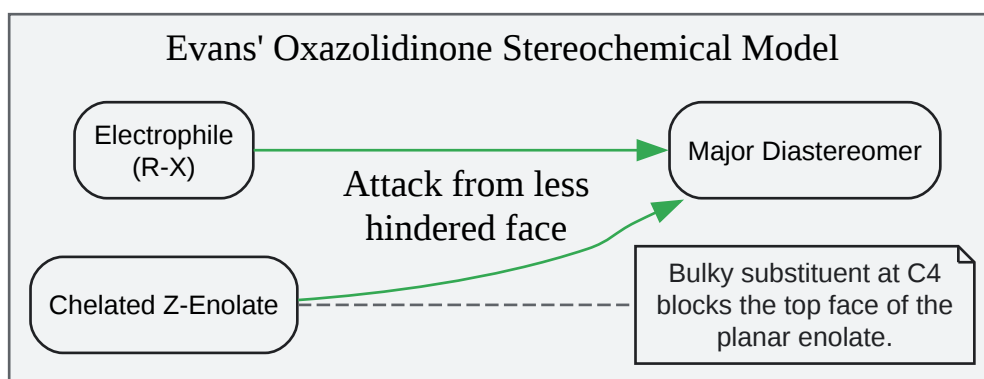 Evans' Oxazolidinone Stereochemical Model
Electrophile
(R-X)
Major Diastereomer
Attack from less
hindered face
Chelated Z-Enolate
Bulky substituent at C4
blocks the top face of the
planar enolate.